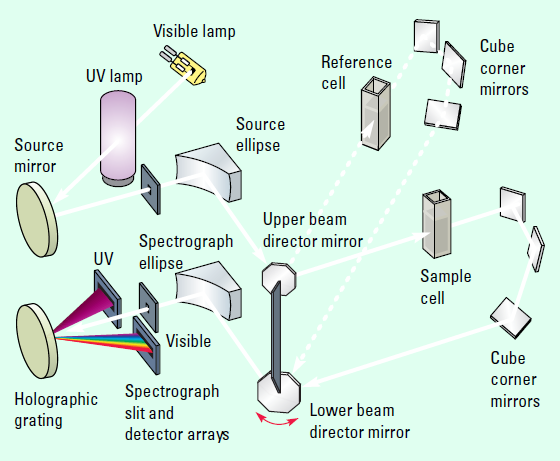 Visible lamp
UV lamp
Reference
cell
Cube
corner
mirrors
Source
ellipse
Source
mirror
Upper beam
director mirror
Spectrograph
ellipse
UV
Sample
cell
Visible
Cube
corner
mirrors
Holographic
grating
Spectrograph
slit and
detector arrays
Lower beam
director mirror